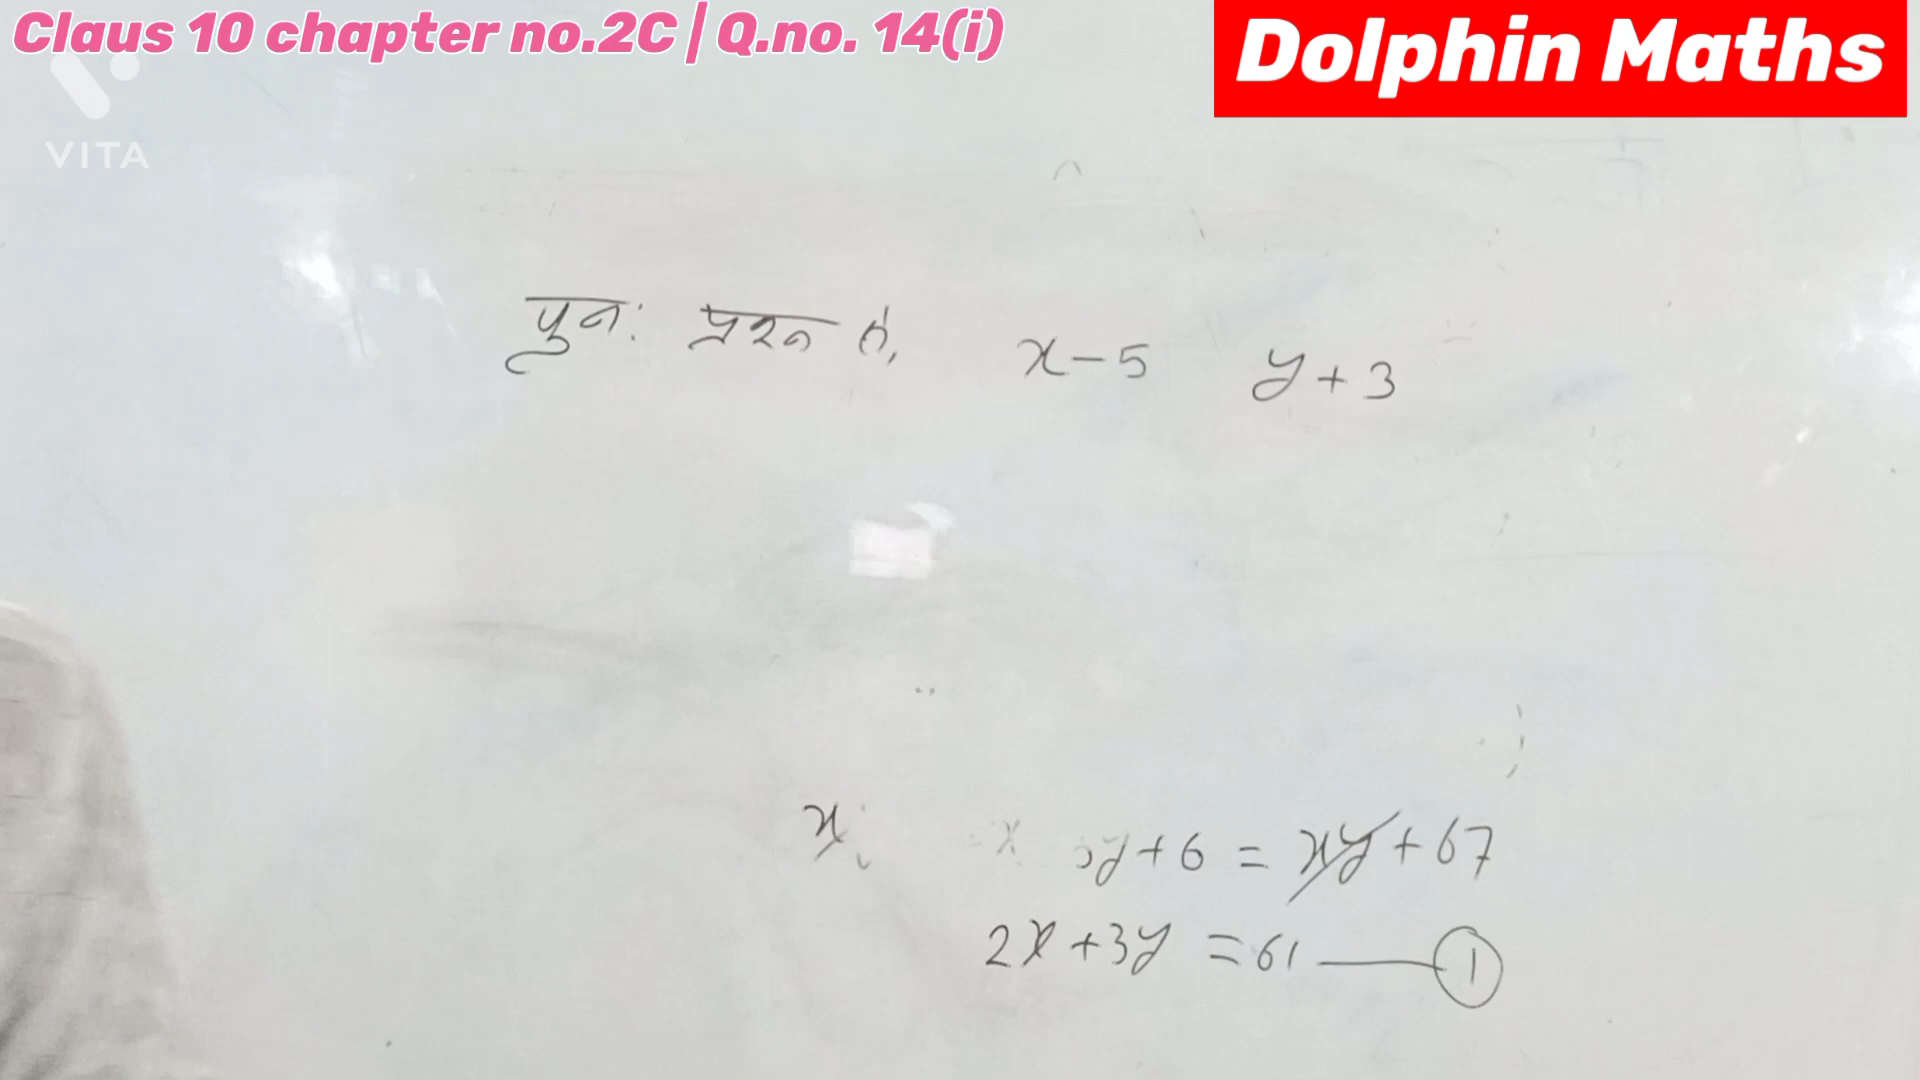 Claus 10 chapter no.2C | Q.no. 14(i)
Dolphin Maths
VITA
पुन: प्रश्न से, x-5 y+3
x y+6 = xy+67
2x+3y = 61 — 1